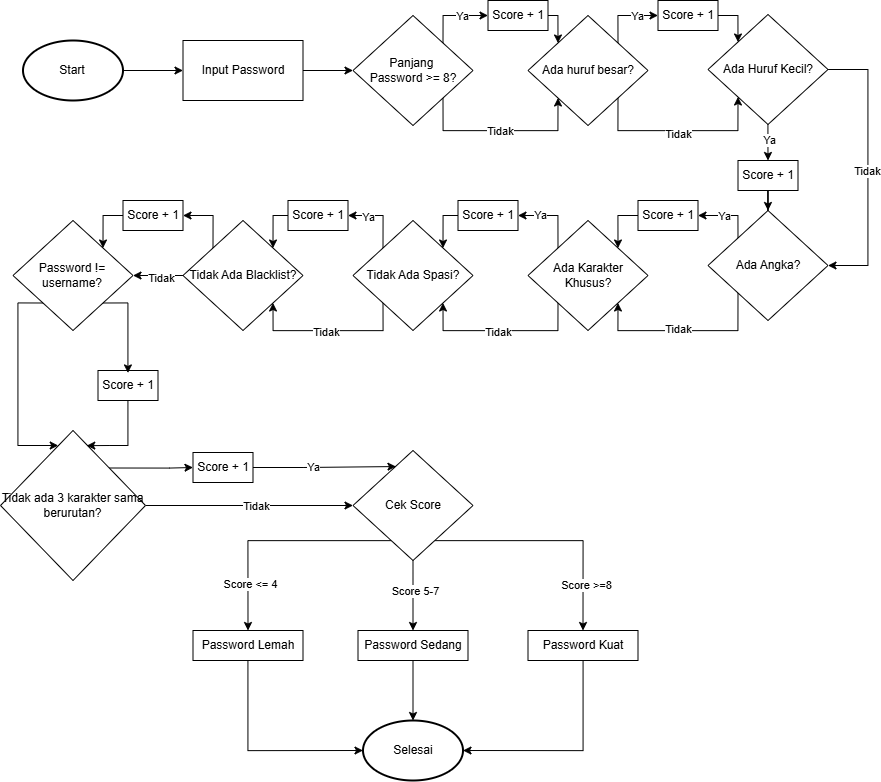 Start
Input Password
Panjang
Password >= 8?
Ya
Score + 1
Tidak
Ada huruf besar?
Ya
Score + 1
Tidak
Ada Huruf Kecil?
Ya
Score + 1
Tidak
Ada Angka?
Ya
Score + 1
Tidak
Ada Karakter
Khusus?
Ya
Score + 1
Tidak
Tidak Ada Spasi?
Ya
Score + 1
Tidak
Tidak Ada Blacklist?
Score + 1
Tidak
Password !=
username?
Score + 1
Tidak ada 3 karakter sama
berurutan?
Score + 1
Ya
Tidak
Cek Score
Score <= 4
Score 5-7
Score >=8
Password Lemah
Password Sedang
Password Kuat
Selesai